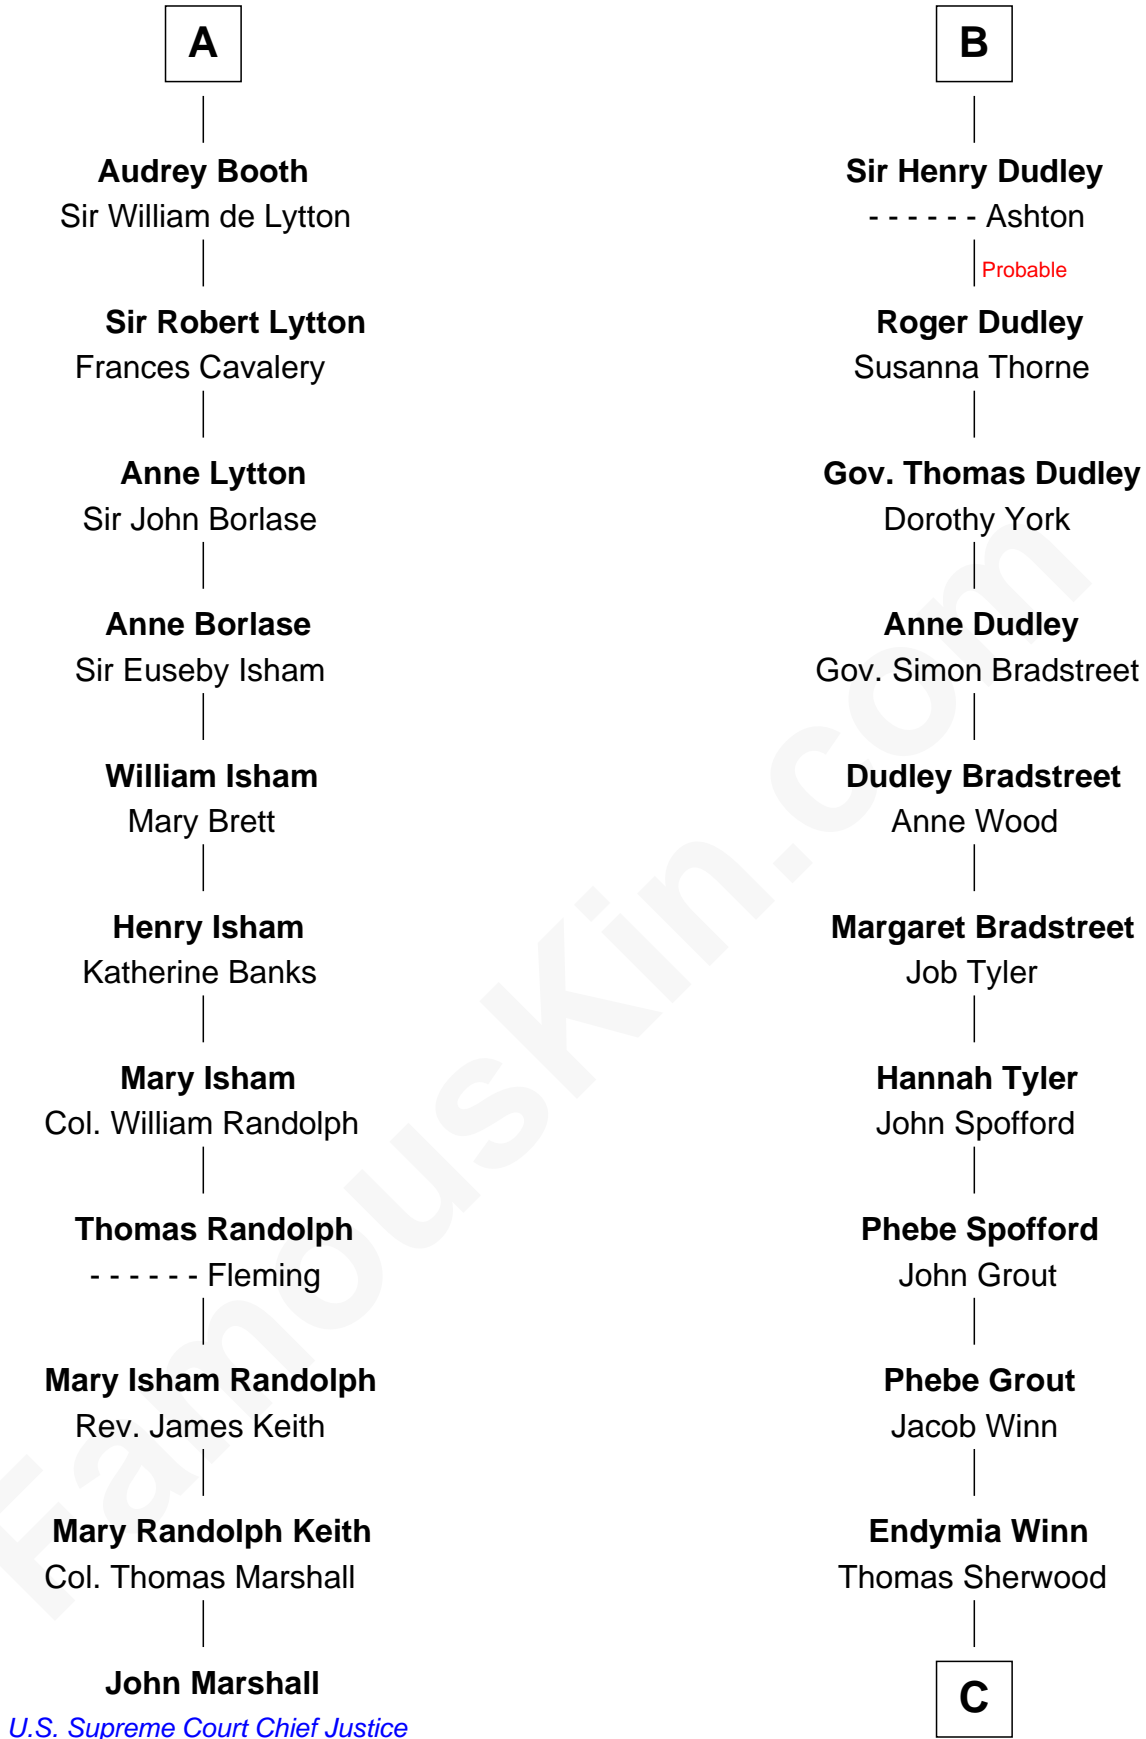 A
Audrey Booth
Sir William de Lytton
Sir Robert Lytton
Frances Cavalery
Anne Lytton
Sir John Borlase
Anne Borlase
Sir Euseby Isham
William Isham
Mary Brett
Henry Isham
Katherine Banks
Mary Isham
Col. William Randolph
Thomas Randolph
- - - - - - Fleming
Mary Isham Randolph
Rev. James Keith
Mary Randolph Keith
Col. Thomas Marshall
John Marshall
U.S. Supreme Court Chief Justice
B
Sir Henry Dudley
- - - - - - Ashton
Probable
Roger Dudley
Susanna Thorne
Gov. Thomas Dudley
Dorothy York
Anne Dudley
Gov. Simon Bradstreet
Dudley Bradstreet
Anne Wood
Margaret Bradstreet
Job Tyler
Hannah Tyler
John Spofford
Phebe Spofford
John Grout
Phebe Grout
Jacob Winn
Endymia Winn
Thomas Sherwood
C
FamousKin.com